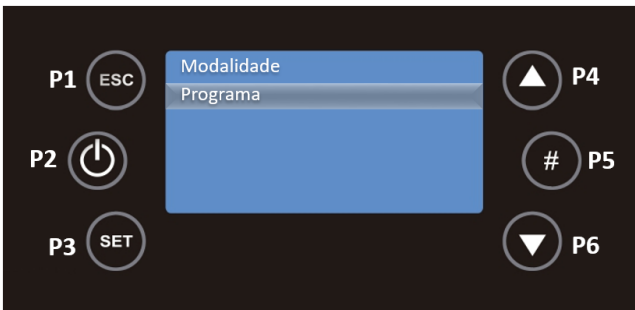 Modalidade
Programa
P1 ESC
P2
P3 SET
P4
# P5
P6